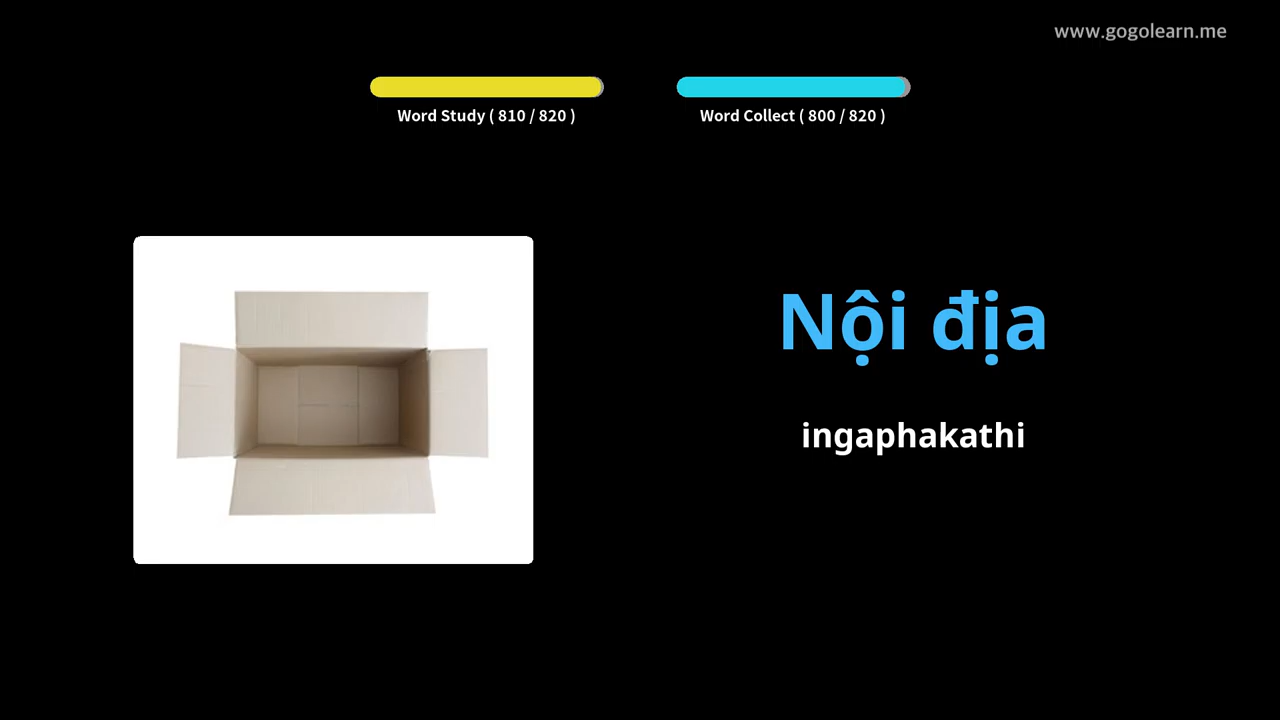 www.gogolearn.me
Word Study ( 810 / 820 )
Word Collect ( 800 / 820 )
Nội địa
ingaphakathi